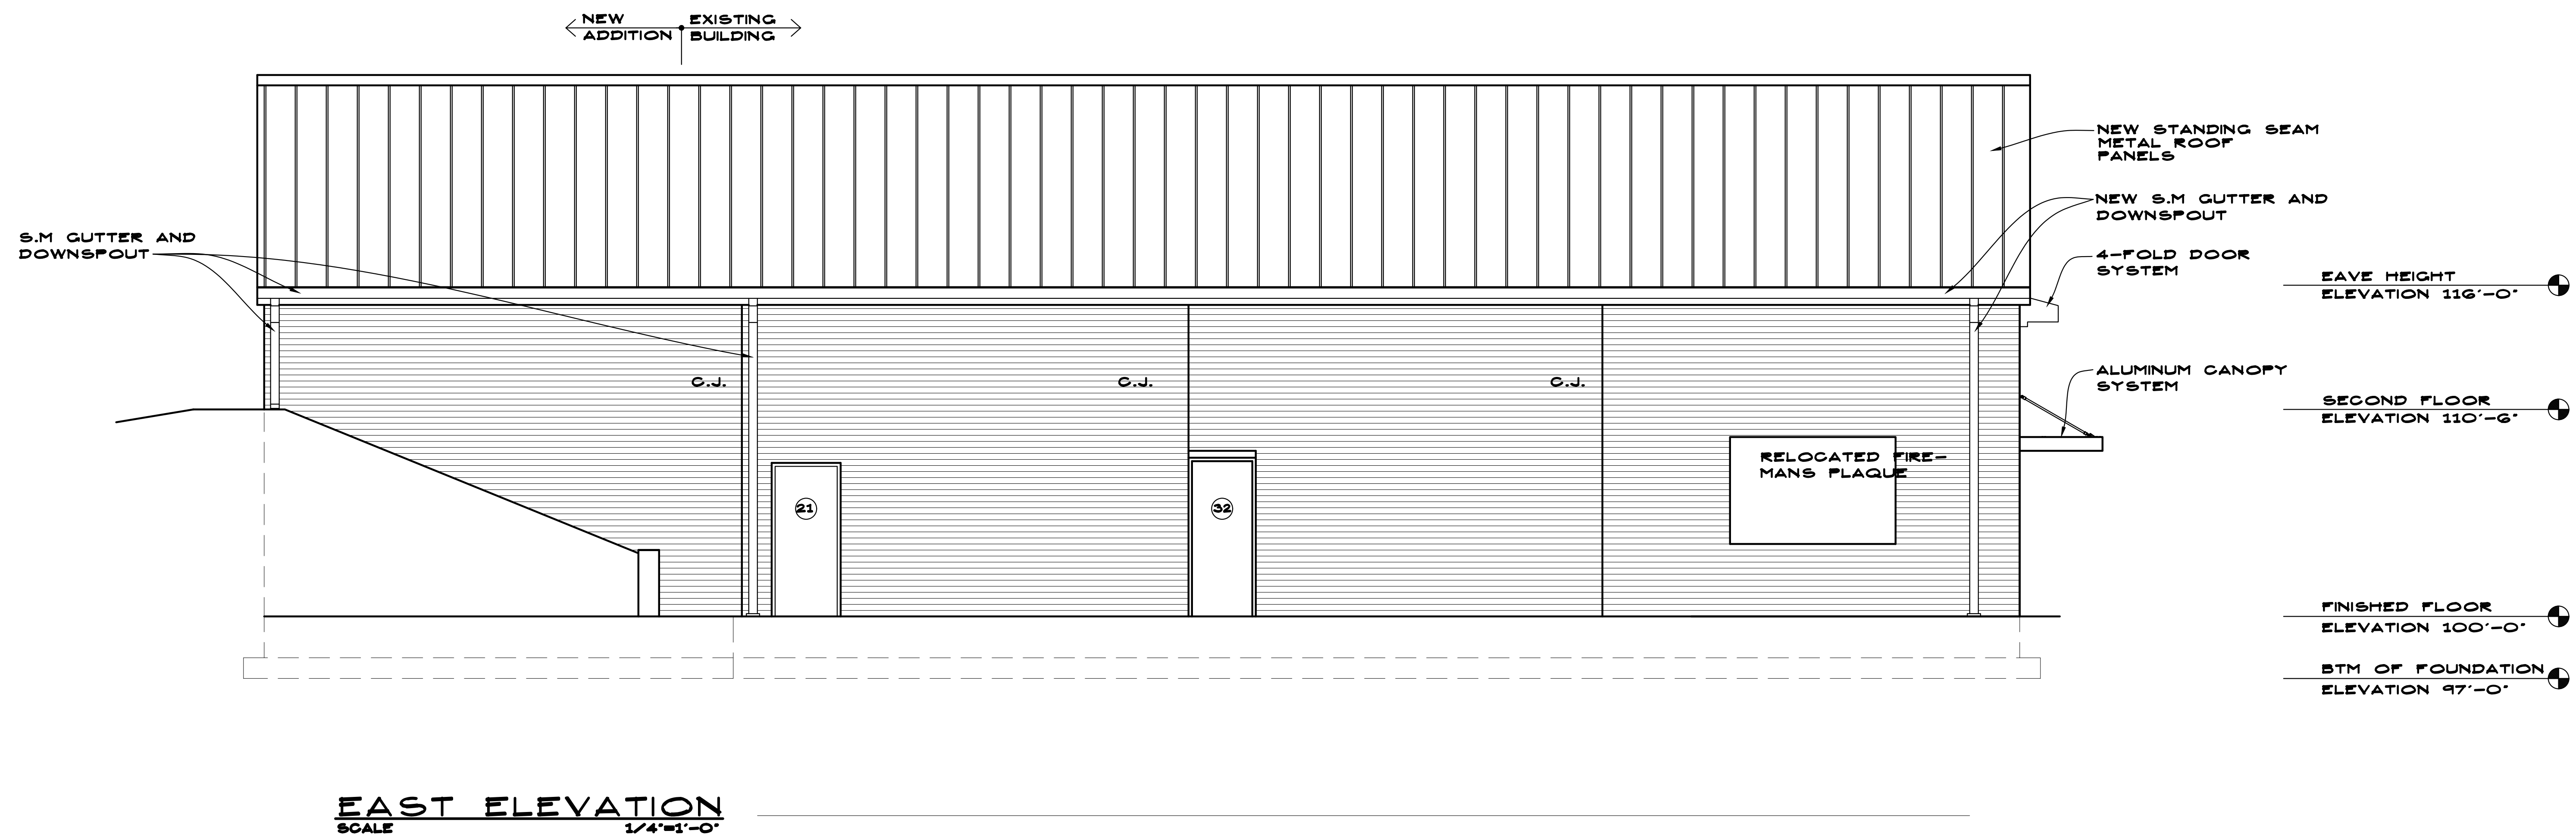 NEW
ADDITION
EXISTING
BUILDING
NEW STANDING SEAM
METAL ROOF
PANELS
NEW S.M GUTTER AND
DOWNSPOUT
S.M GUTTER AND
DOWNSPOUT
4-FOLD DOOR
SYSTEM
EAVE HEIGHT
ELEVATION 116'-0"
C.J.
C.J.
C.J.
ALUMINUM CANOPY
SYSTEM
SECOND FLOOR
ELEVATION 110'-6"
RELOCATED FIRE-
MANS PLAQUE
21
32
FINISHED FLOOR
ELEVATION 100'-0"
BTM OF FOUNDATION
ELEVATION 97'-0"
EAST ELEVATION
SCALE 1/4"=1'-0"